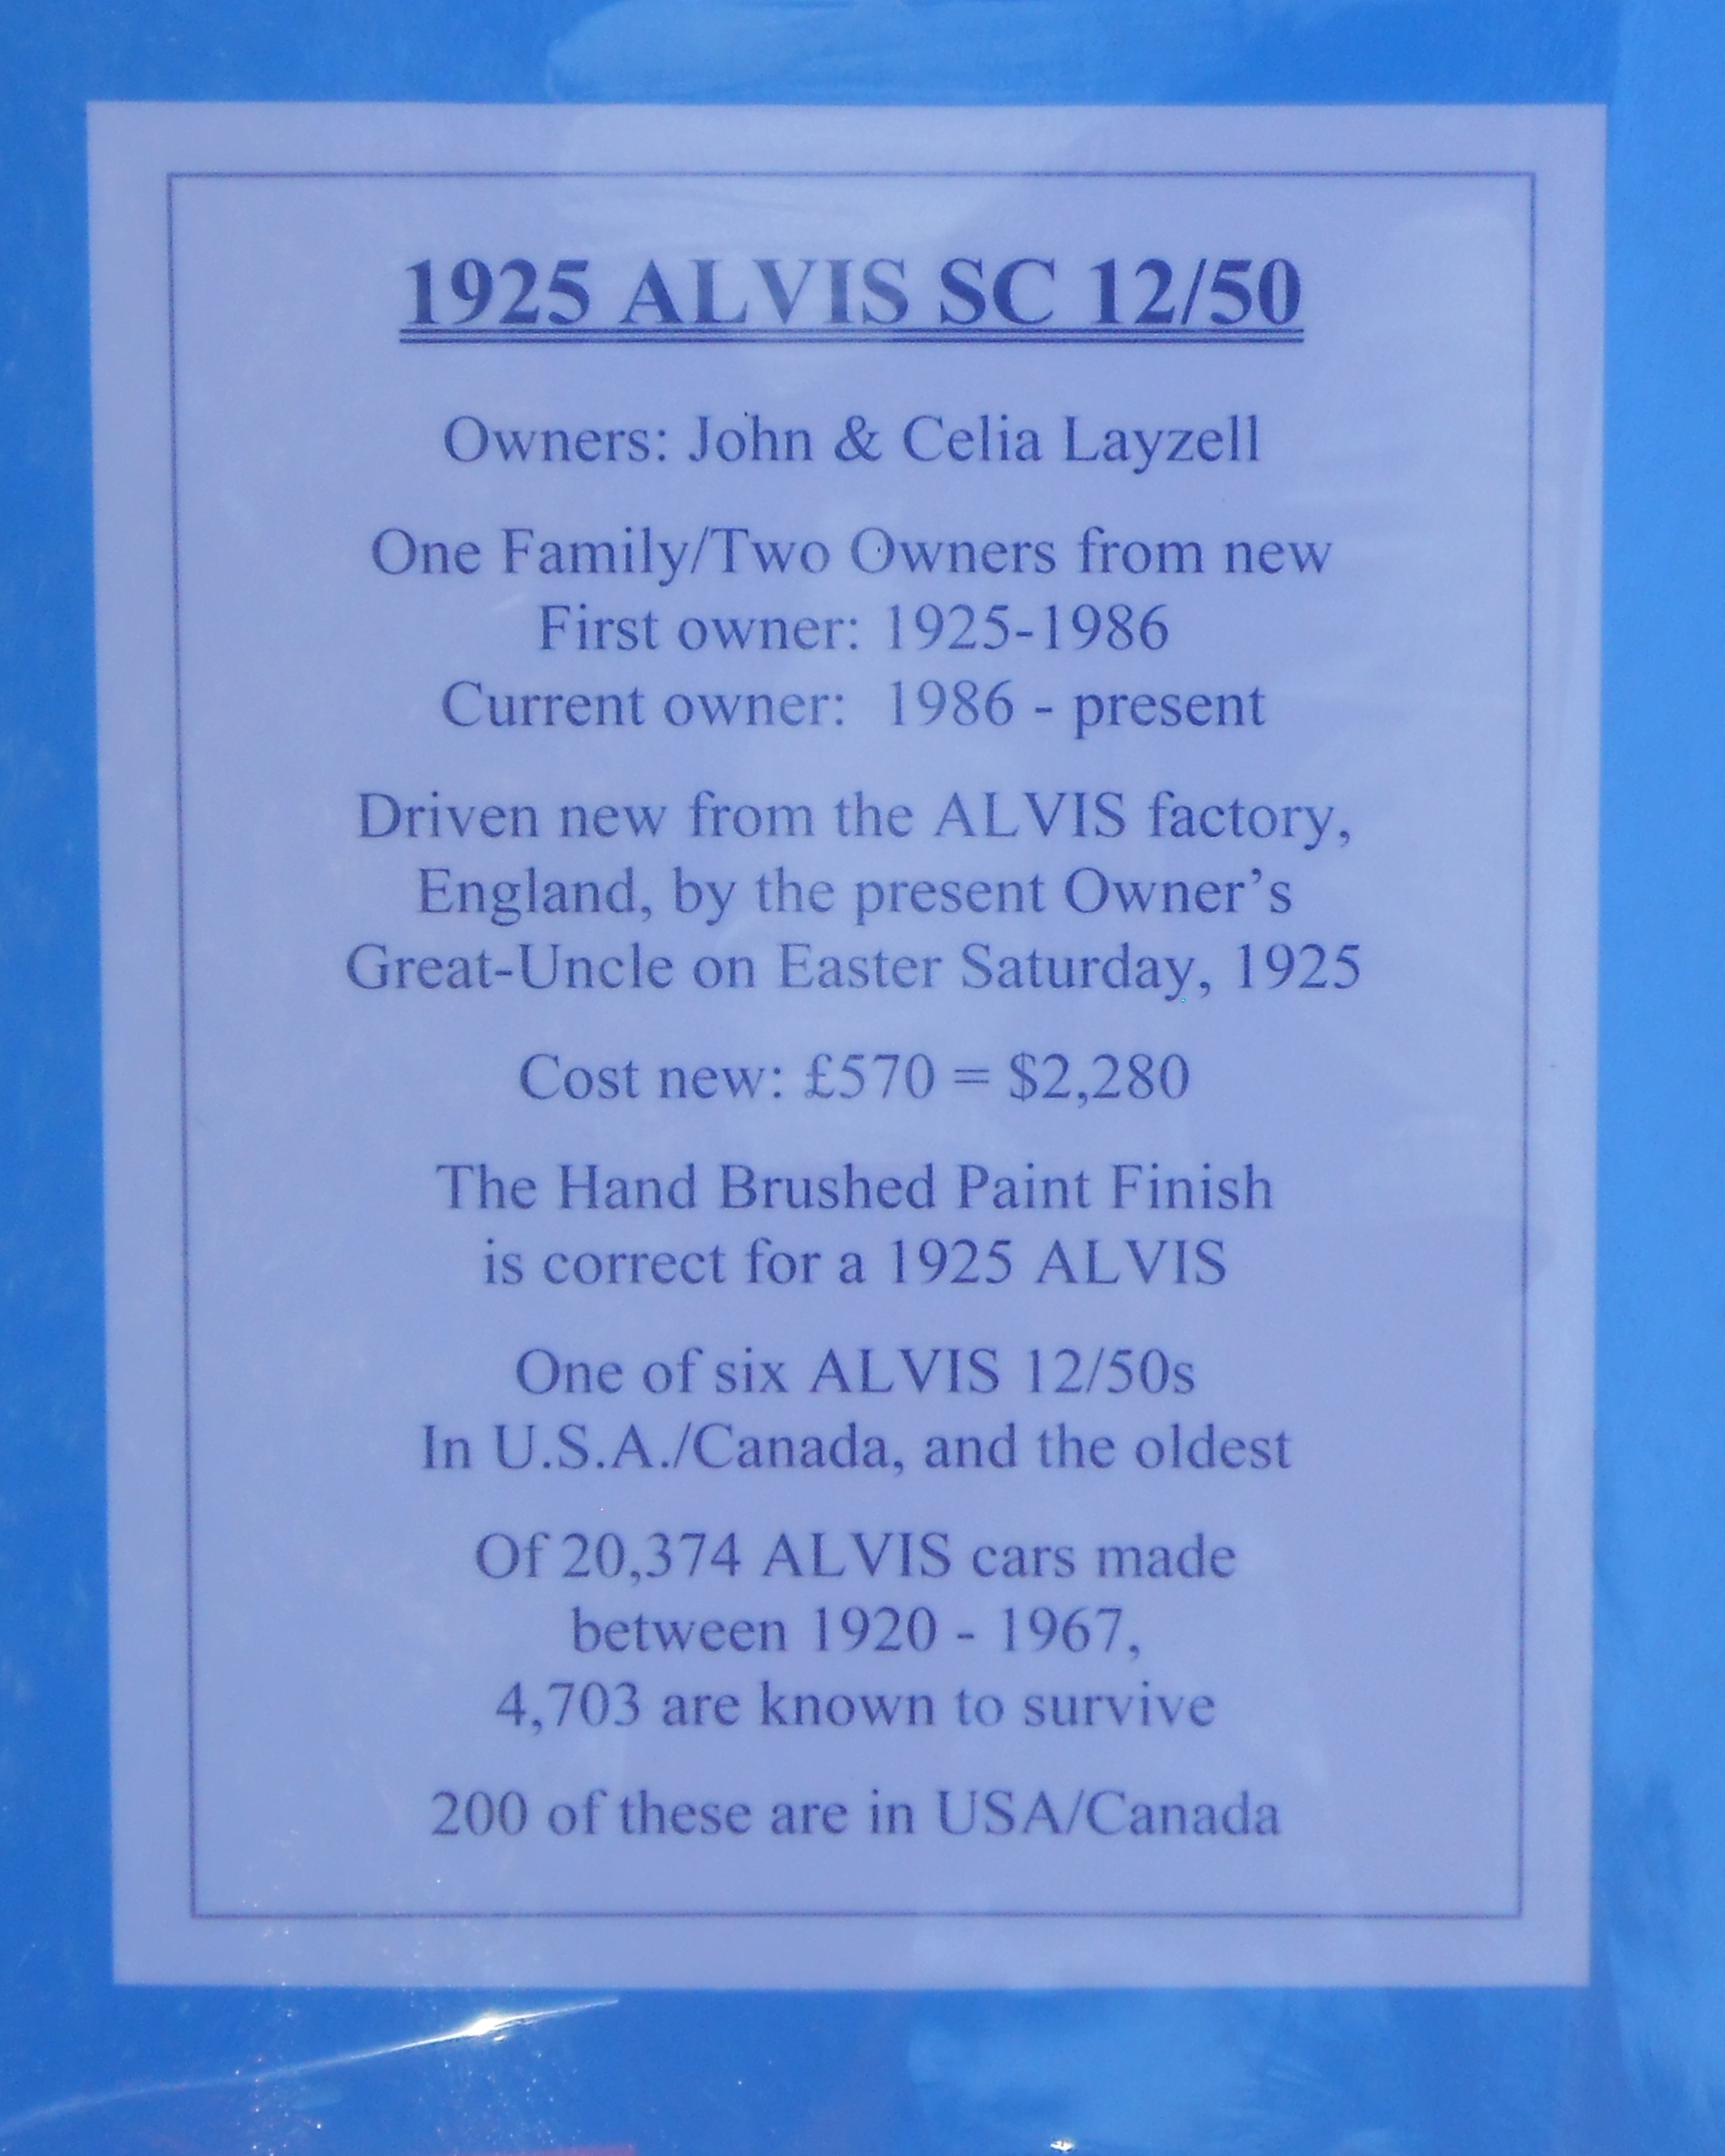 1925 ALVIS SC 12/50
Owners: John & Celia Layzell
One Family/Two Owners from new
First owner: 1925-1986
Current owner: 1986 - present
Driven new from the ALVIS factory,
England, by the present Owner’s
Great-Uncle on Easter Saturday, 1925
Cost new: £570 = $2,280
The Hand Brushed Paint Finish
is correct for a 1925 ALVIS
One of six ALVIS 12/50s
In U.S.A./Canada, and the oldest
Of 20,374 ALVIS cars made
between 1920 - 1967,
4,703 are known to survive
200 of these are in USA/Canada